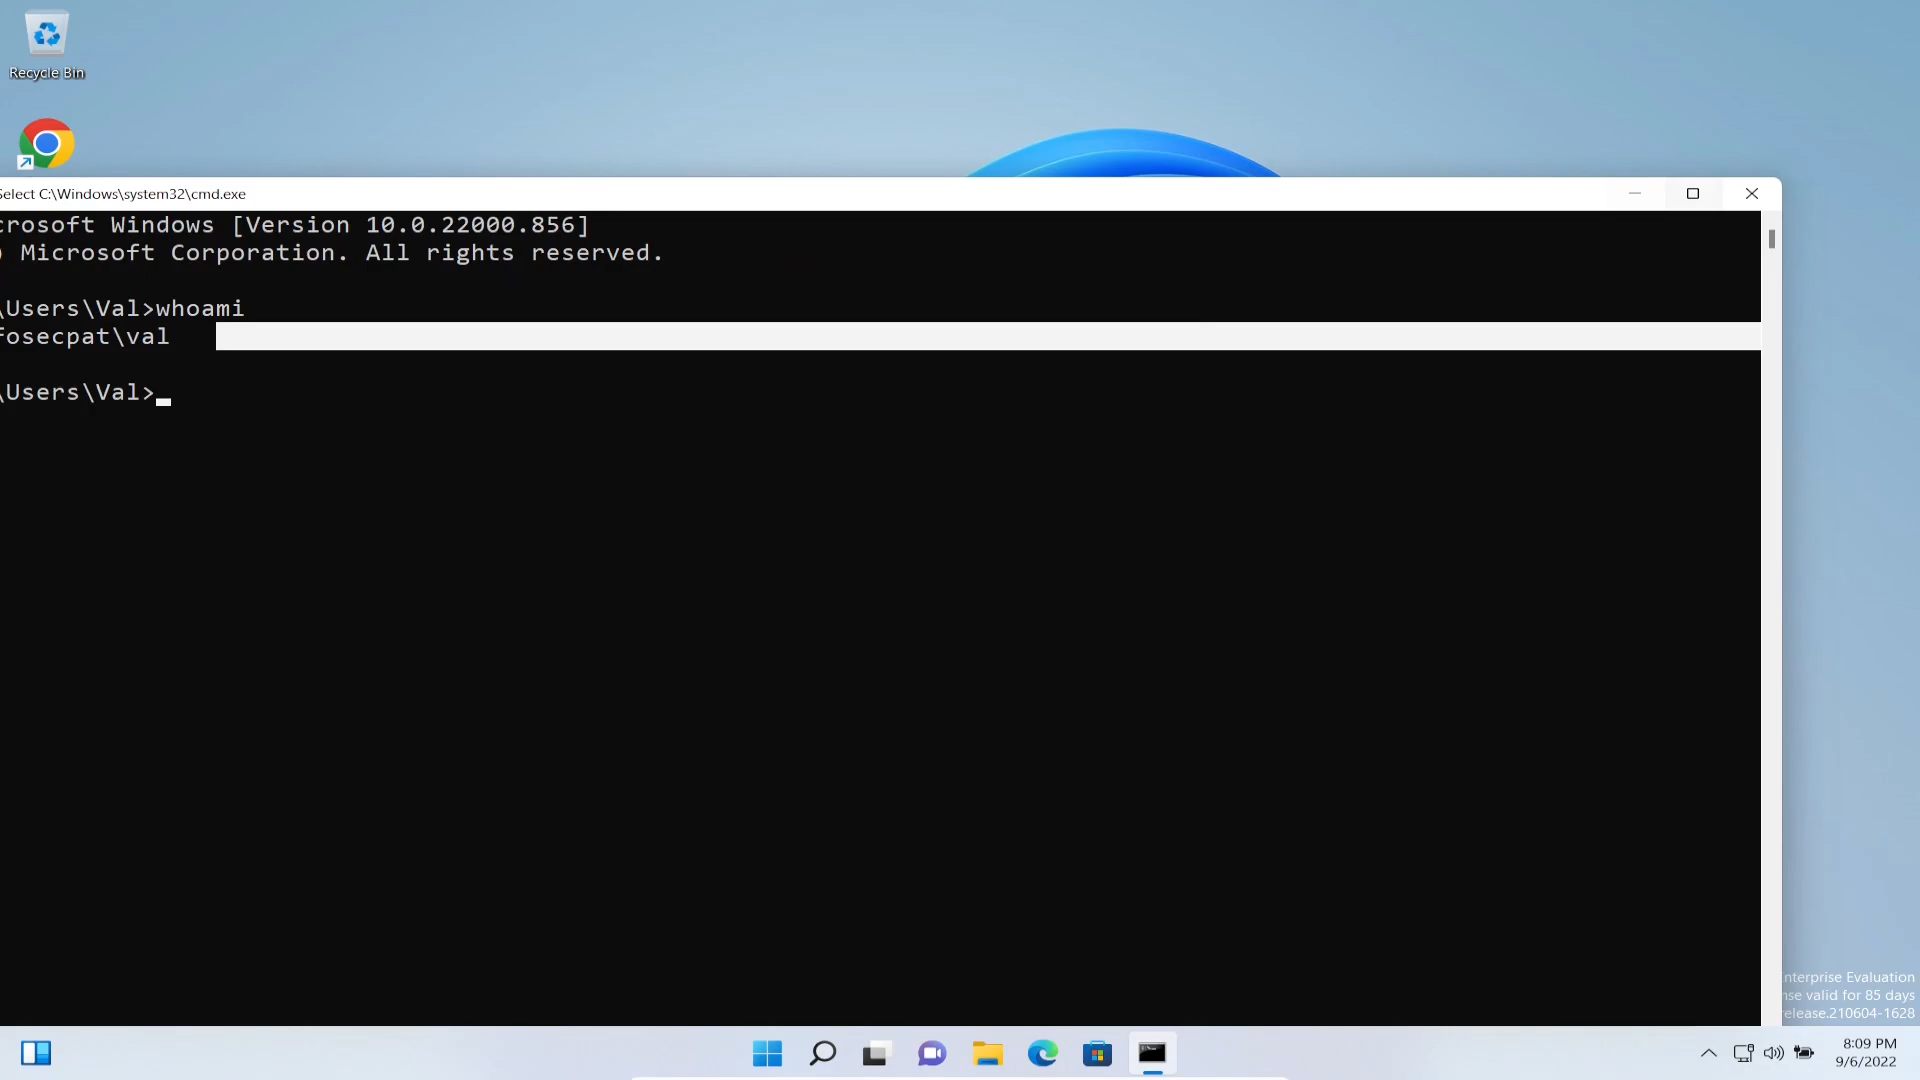 Recycle Bin
Select C:\Windows\system32\cmd.exe
crosoft Windows [Version 10.0.22000.856]
) Microsoft Corporation. All rights reserved.
\Users\Val>whoami
fosecpat\val
\Users\Val>
nterprise Evaluation
nse valid for 85 days
release.210604-1628
8:09 PM
9/6/2022